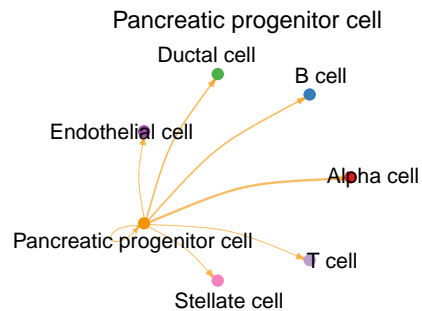 Pancreatic progenitor cell
Ductal cell
B cell
Endothelial cell
Alpha cell
Pancreatic progenitor cell
T cell
Stellate cell